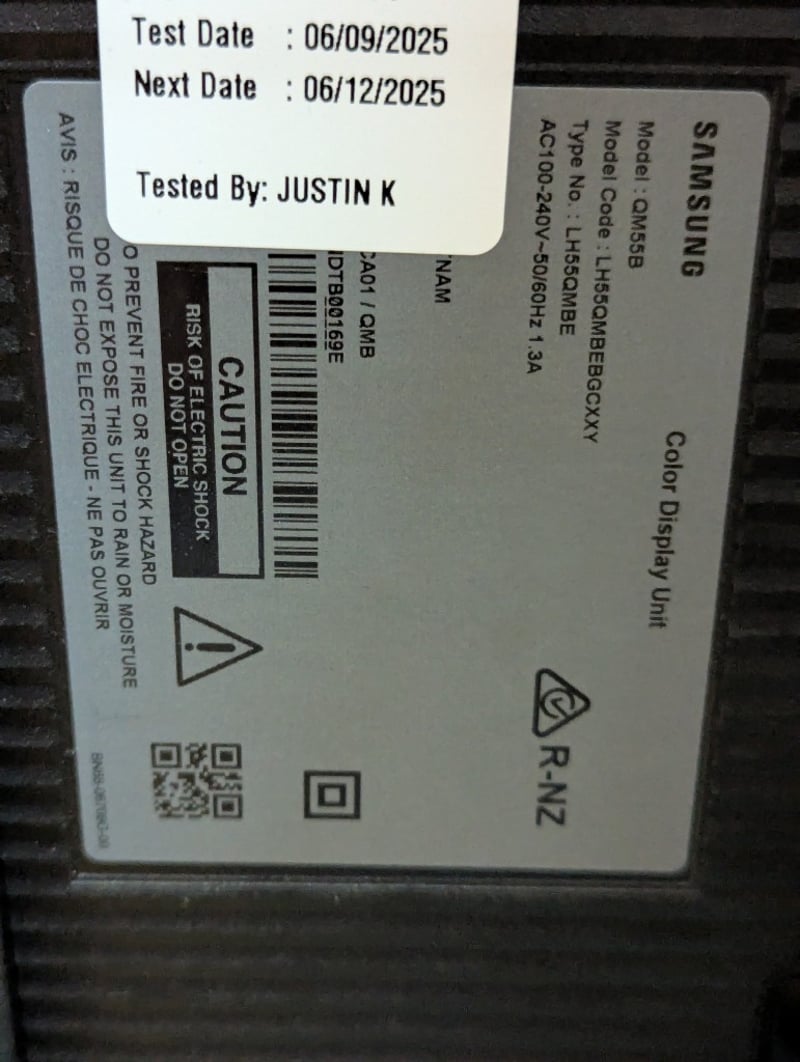 Test Date : 06/09/2025
Next Date : 06/12/2025
Tested By: JUSTIN K
SAMSUNG
Color Display Unit
Model : QM55B
Model Code : LH55QMBEBGCXXY
Type No. : LH55QMBE
AC100-240V~50/60Hz 1.3A
R-NZ
TNAM
CA01 / QMB
DTB00169E
CAUTION
RISK OF ELECTRIC SHOCK
DO NOT OPEN
O PREVENT FIRE OR SHOCK HAZARD
DO NOT EXPOSE THIS UNIT TO RAIN OR MOISTURE
AVIS : RISQUE DE CHOC ELECTRIQUE - NE PAS OUVRIR